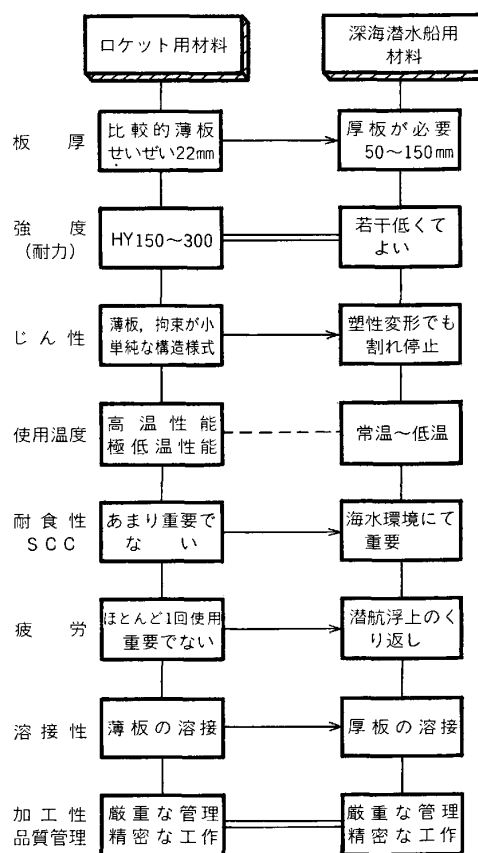 ロケット用材料
深海潜水船用
材料
板厚
比較的薄板
せいぜい22mm
厚板が必要
50〜150mm
強度
(耐力)
HY150〜300
若干低くて
よい
じん性
薄板，拘束が小
単純な構造様式
塑性変形でも
割れ停止
使用温度
高温性能
極低温性能
常温〜低温
耐食性
SCC
あまり重要で
ない
海水環境にて
重要
疲労
ほとんど1回使用
重要でない
潜航浮上のく
り返し
溶接性
薄板の溶接
厚板の溶接
加工性
品質管理
厳重な管理
精密な工作
厳重な管理
精密な工作